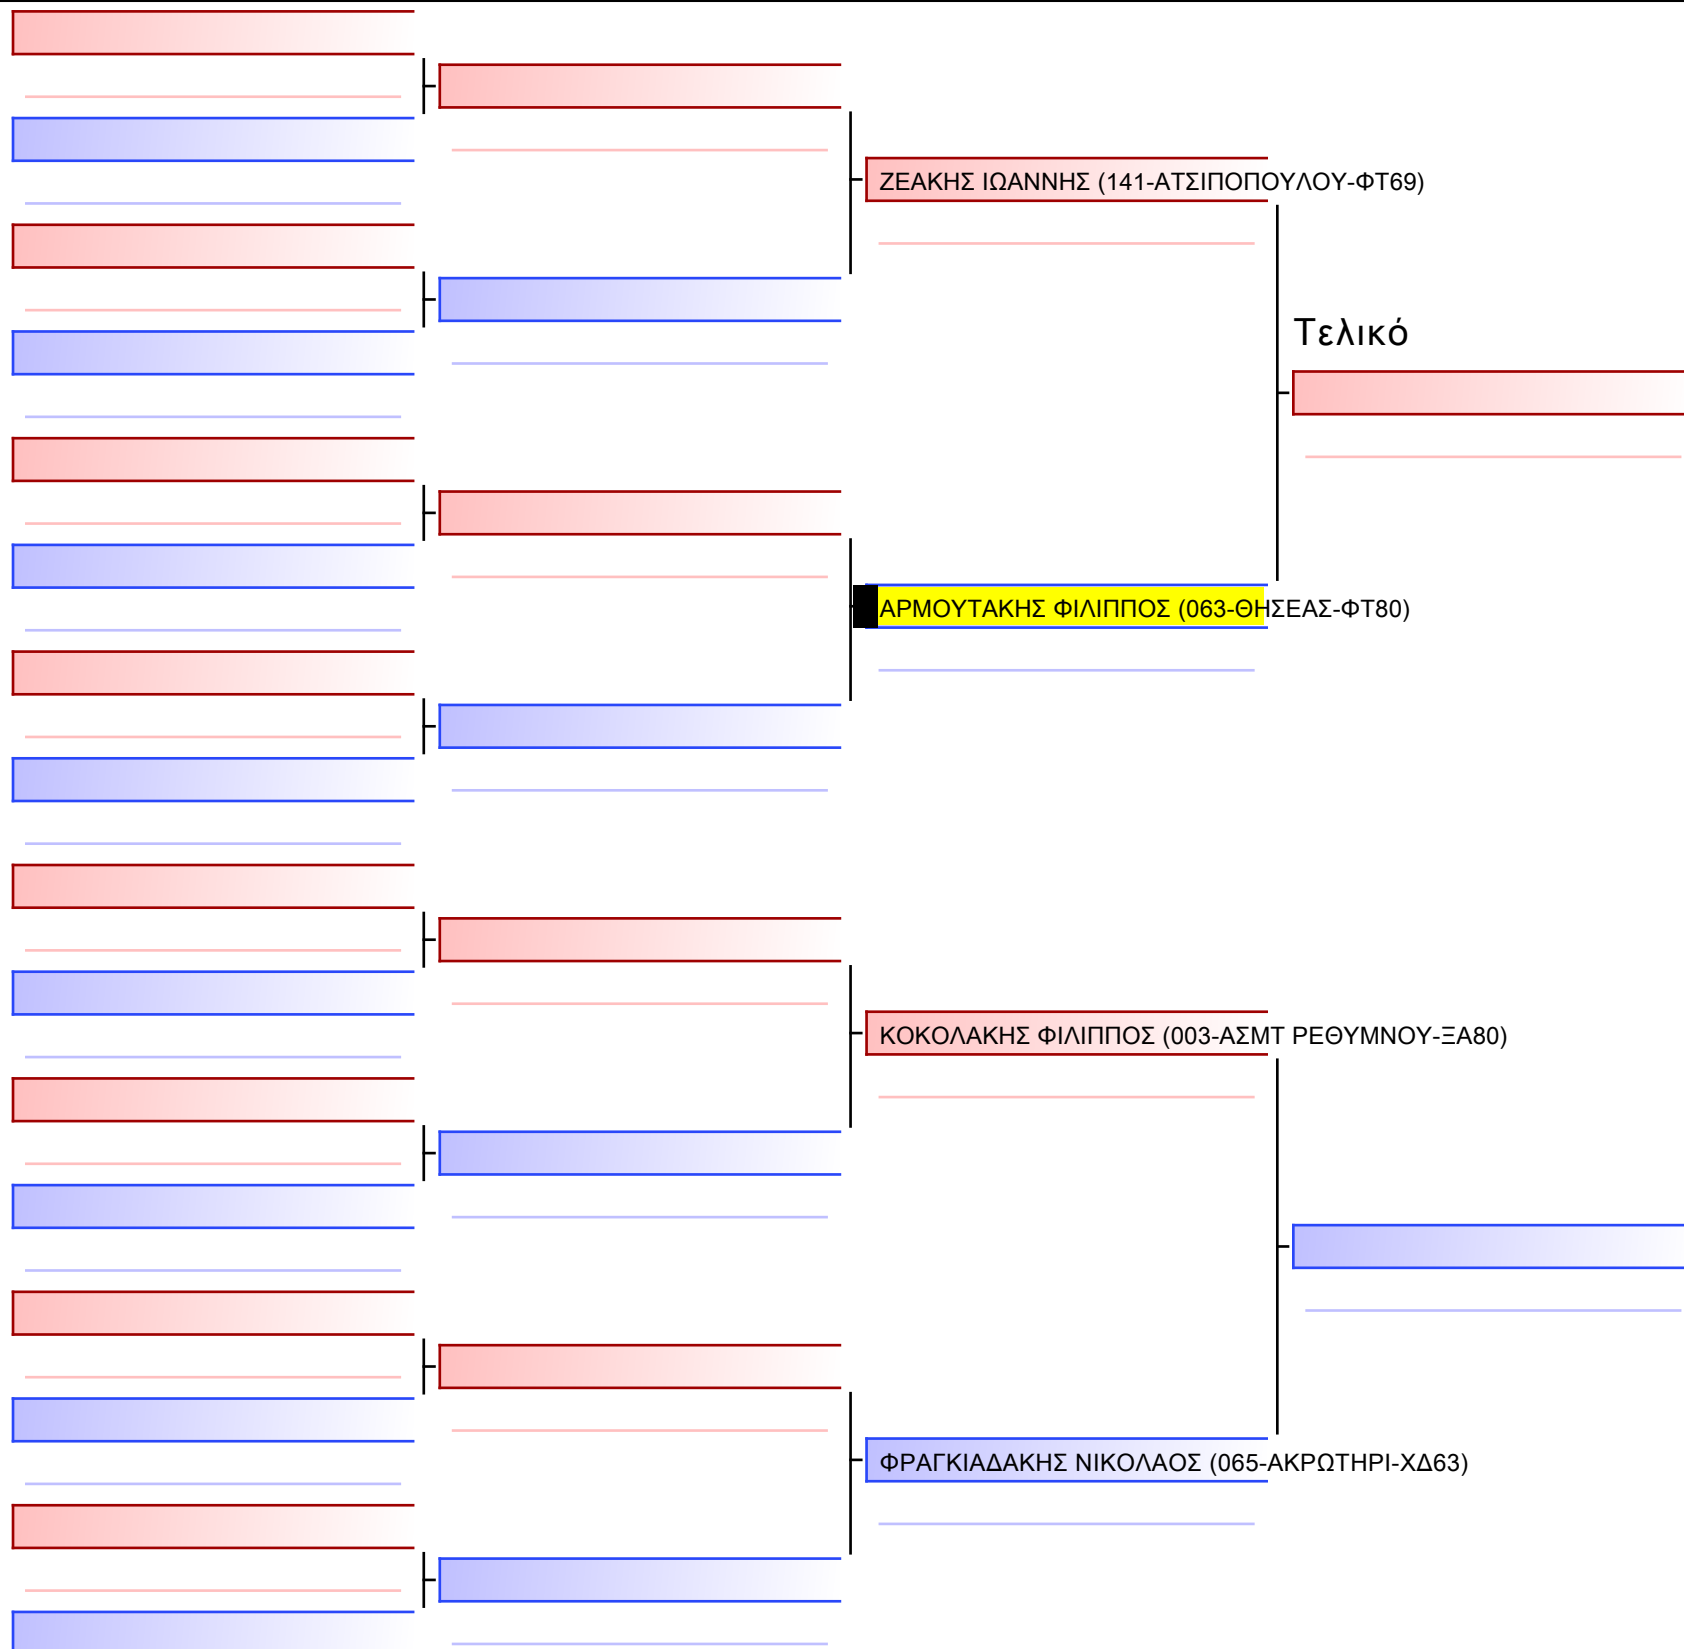 ΖΕΑΚΗΣ ΙΩΑΝΝΗΣ (141-ΑΤΣΙΠΟΠΟΥΛΟΥ-ΦΤ69)
Τελικό
ΑΡΜΟΥΤΑΚΗΣ ΦΙΛΙΠΠΟΣ (063-ΘΗΣΕΑΣ-ΦΤ80)
ΚΟΚΟΛΑΚΗΣ ΦΙΛΙΠΠΟΣ (003-ΑΣΜΤ ΡΕΘΥΜΝΟΥ-ΞΑ80)
ΦΡΑΓΚΙΑΔΑΚΗΣ ΝΙΚΟΛΑΟΣ (065-ΑΚΡΩΤΗΡΙ-ΧΔ63)